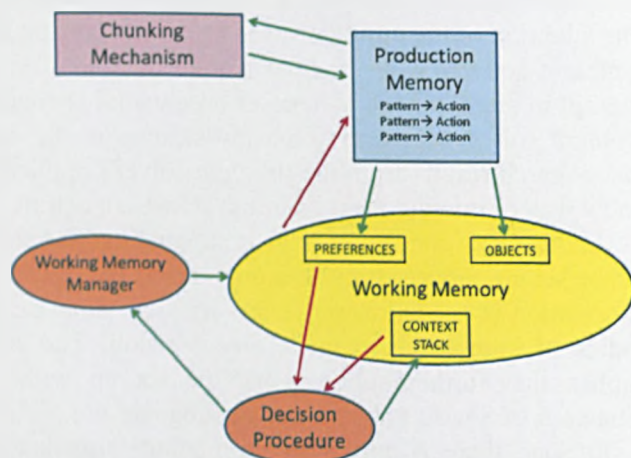 Chunking
Mechanism
Production
Memory
Pattern→ Action
Pattern→ Action
Pattern→ Action
PREFERENCES
OBJECTS
Working Memory
Manager
Working Memory
CONTEXT
STACK
Decision
Procedure